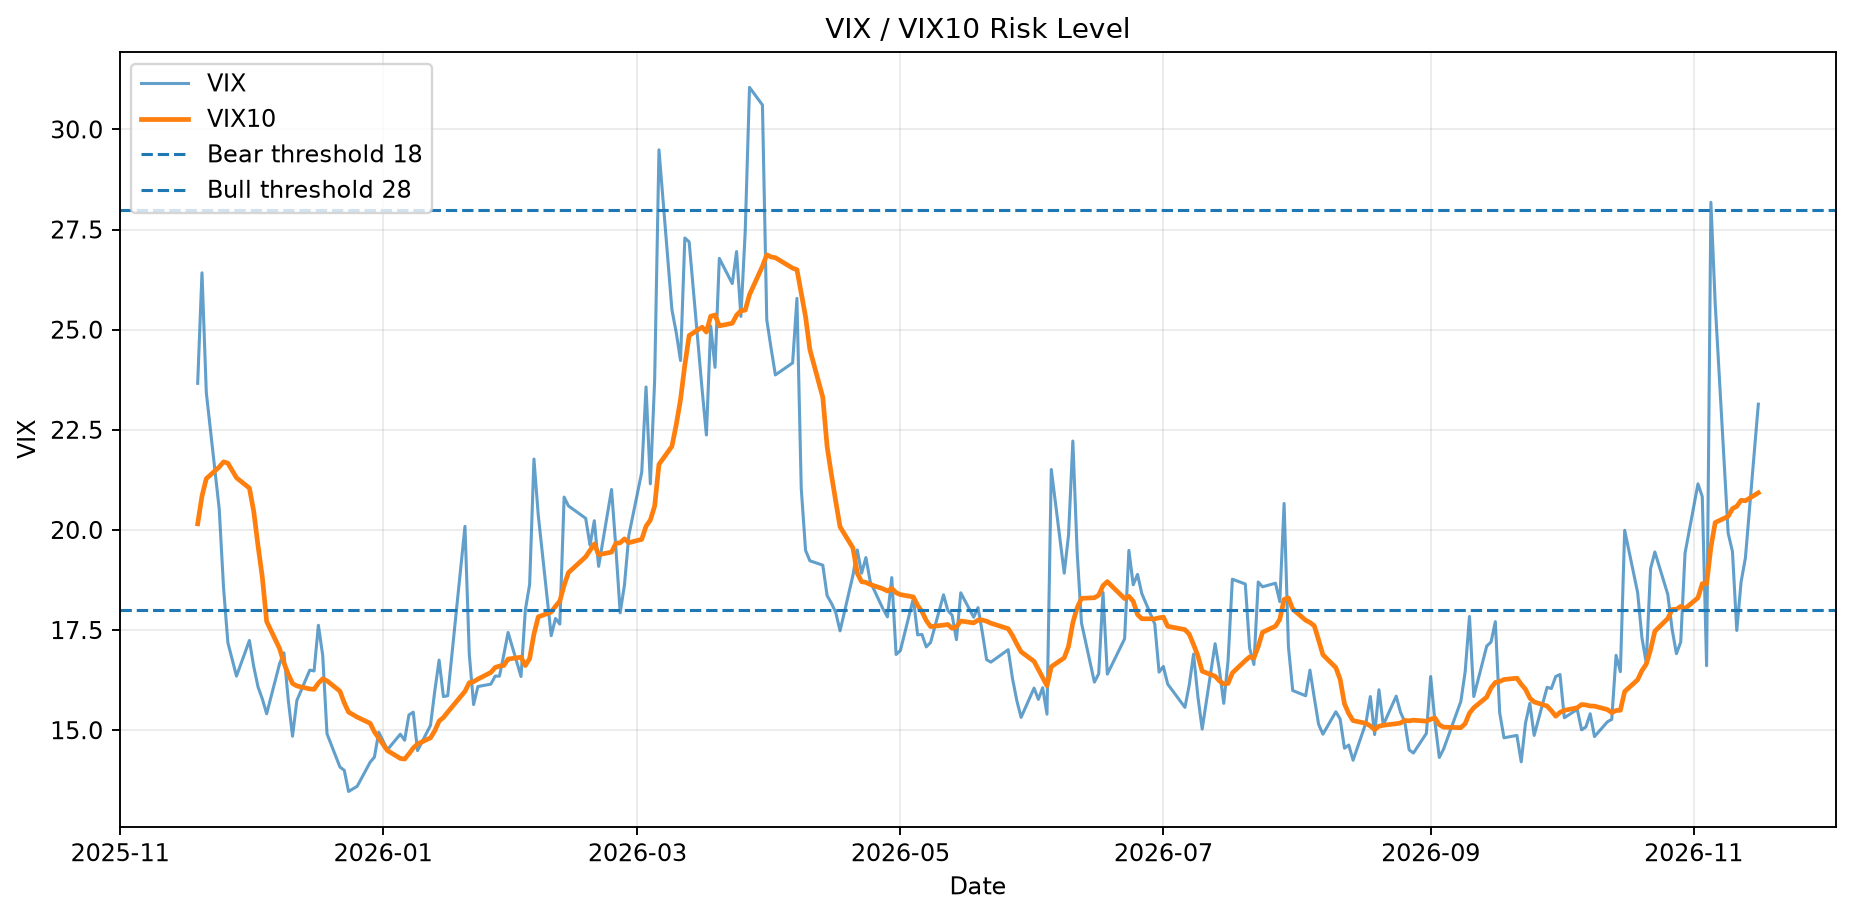 VIX / VIX10 Risk Level
VIX
VIX10
Bear threshold 18
Bull threshold 28
30.0
27.5
25.0
22.5
20.0
17.5
15.0
VIX
2025-11
2026-01
2026-03
2026-05
2026-07
2026-09
2026-11
Date